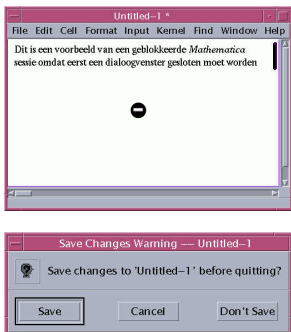 Untitled-1 *
File Edit Cell Format Input Kernel Find Window Help
Dit is een voorbeeld van een geblokkeerde Mathematica
sessie omdat eerst een dialoogvenster gesloten moet worden
Save Changes Warning –– Untitled-1
Save changes to 'Untitled-1' before quitting?
Save Cancel Don't Save